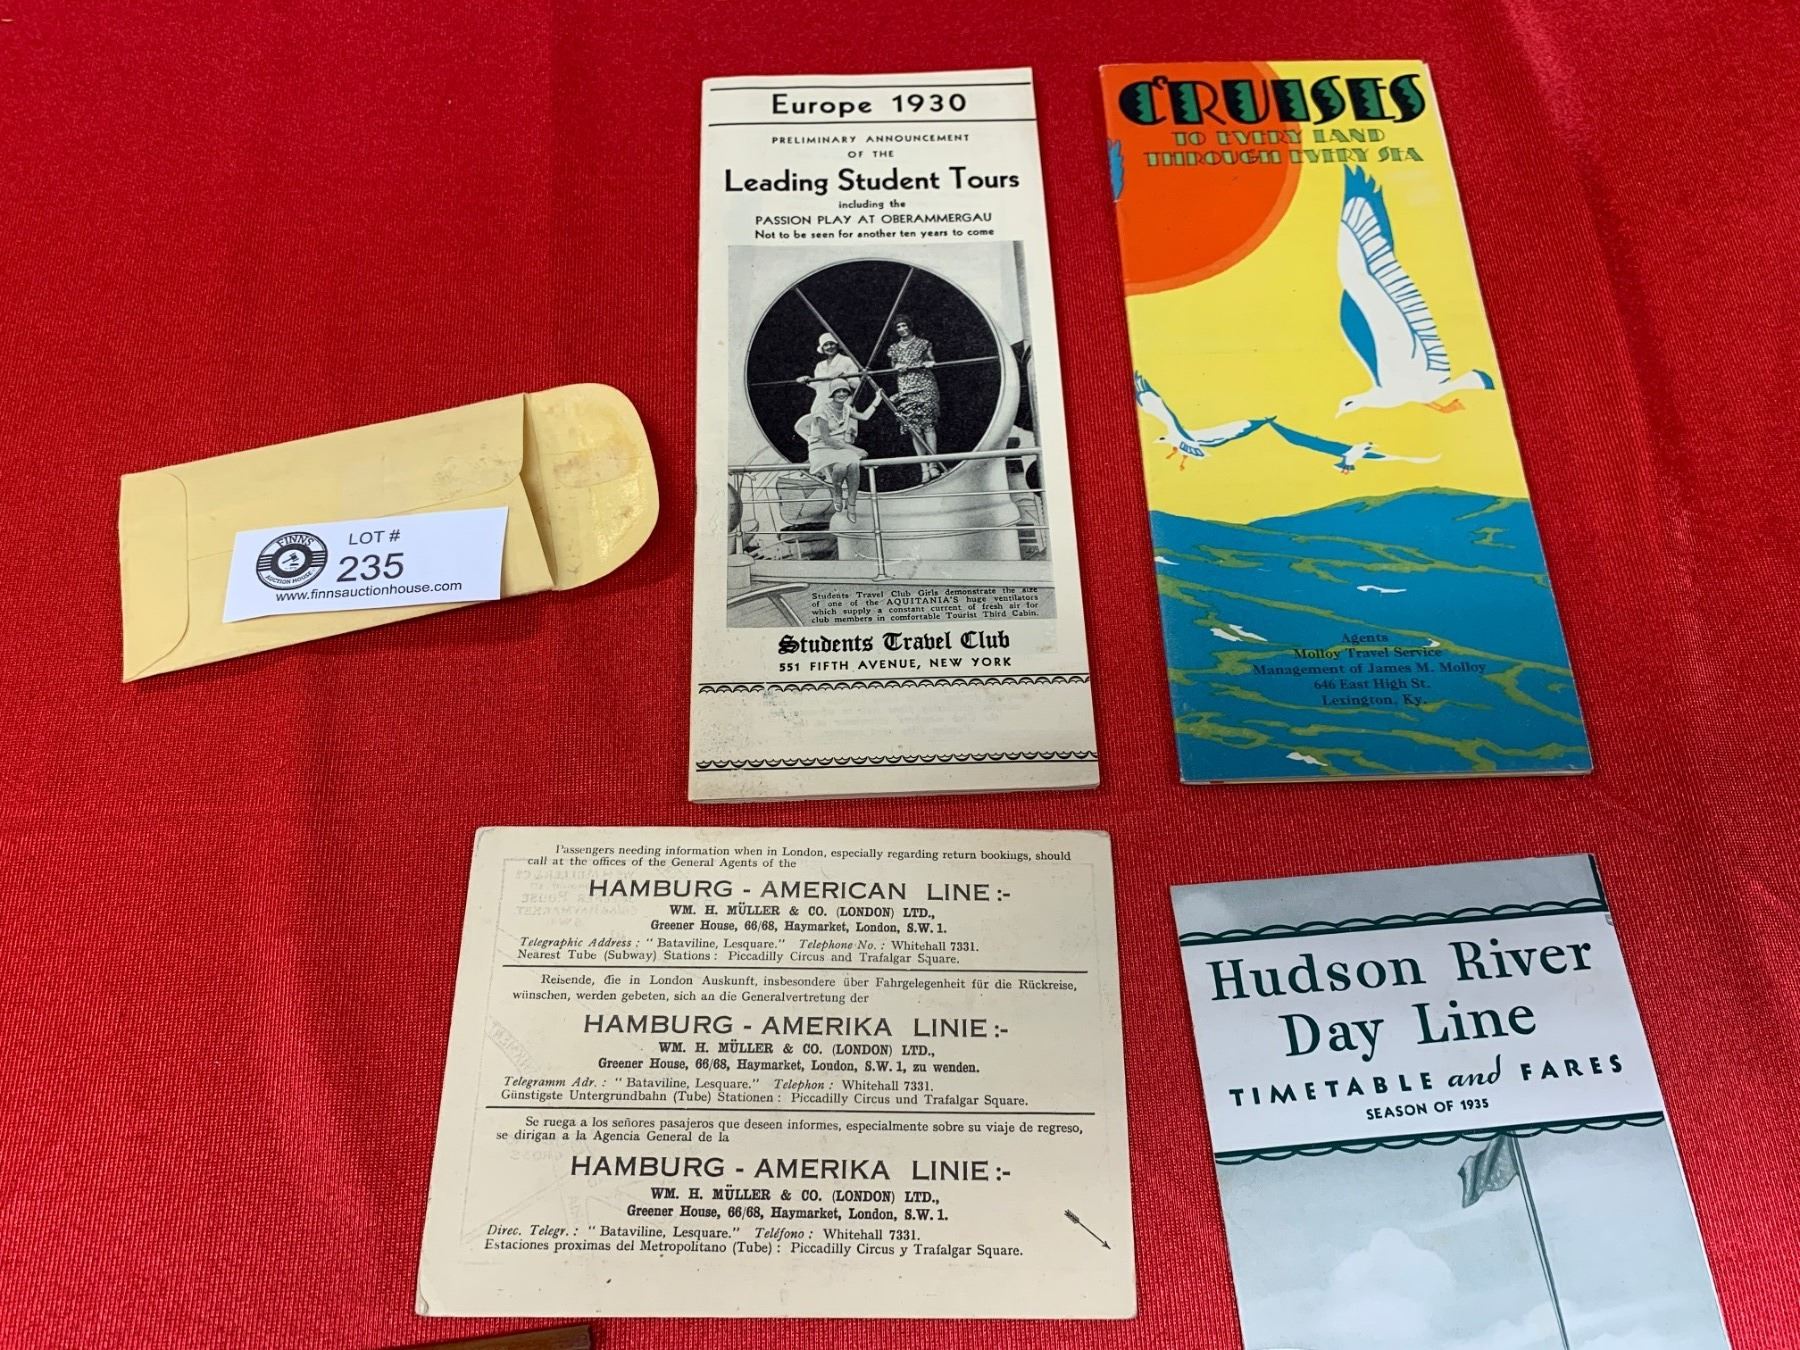 FINNS
AUCTION HOUSE
LOT #
235
www.finnsauctionhouse.com
Europe 1930
PRELIMINARY ANNOUNCEMENT
OF THE
Leading Student Tours
including the
PASSION PLAY AT OBERAMMERGAU
Not to be seen for another ten years to come
Students Travel Club Girls demonstrate the size
of one of the AQUITANIA'S huge ventilators
which supply a constant current of fresh air for
club members in comfortable Tourist Third Cabin.
Students Travel Club
551 FIFTH AVENUE, NEW YORK
CRUISES
TO EVERY LAND
THROUGH EVERY SEA
Agents
Molloy Travel Service
Management of James M. Molloy
646 East High St.
Lexington, Ky.
Passengers needing information when in London, especially regarding return bookings, should
call at the offices of the General Agents of the
HAMBURG - AMERICAN LINE :-
WM. H. MÜLLER & CO. (LONDON) LTD.,
Greener House, 66/68, Haymarket, London, S.W. 1.
Telegraphic Address : " Bataviline, Lesquare." Telephone No. : Whitehall 7331.
Nearest Tube (Subway) Stations : Piccadilly Circus and Trafalgar Square.
Reisende, die in London Auskunft, insbesondere über Fahrgelegenheit für die Rückreise,
wünschen, werden gebeten, sich an die Generalvertretung der
HAMBURG - AMERIKA LINIE :-
WM. H. MÜLLER & CO. (LONDON) LTD.,
Greener House, 66/68, Haymarket, London, S.W. 1, zu wenden.
Telegramm Adr. : " Bataviline, Lesquare." Telephon : Whitehall 7331.
Günstigste Untergrundbahn (Tube) Stationen : Piccadilly Circus und Trafalgar Square.
Se ruega a los señores pasajeros que deseen informes, especialmente sobre su viaje de regreso,
se dirigan a la Agencia General de la
HAMBURG - AMERIKA LINIE :-
WM. H. MÜLLER & CO. (LONDON) LTD.,
Greener House, 66/68, Haymarket, London, S.W. 1.
Direc. Telegr. : " Bataviline, Lesquare." Teléfono : Whitehall 7331.
Estaciones proximas del Metropolitano (Tube) : Piccadilly Circus y Trafalgar Square.
Hudson River
Day Line
TIMETABLE and FARES
SEASON OF 1935